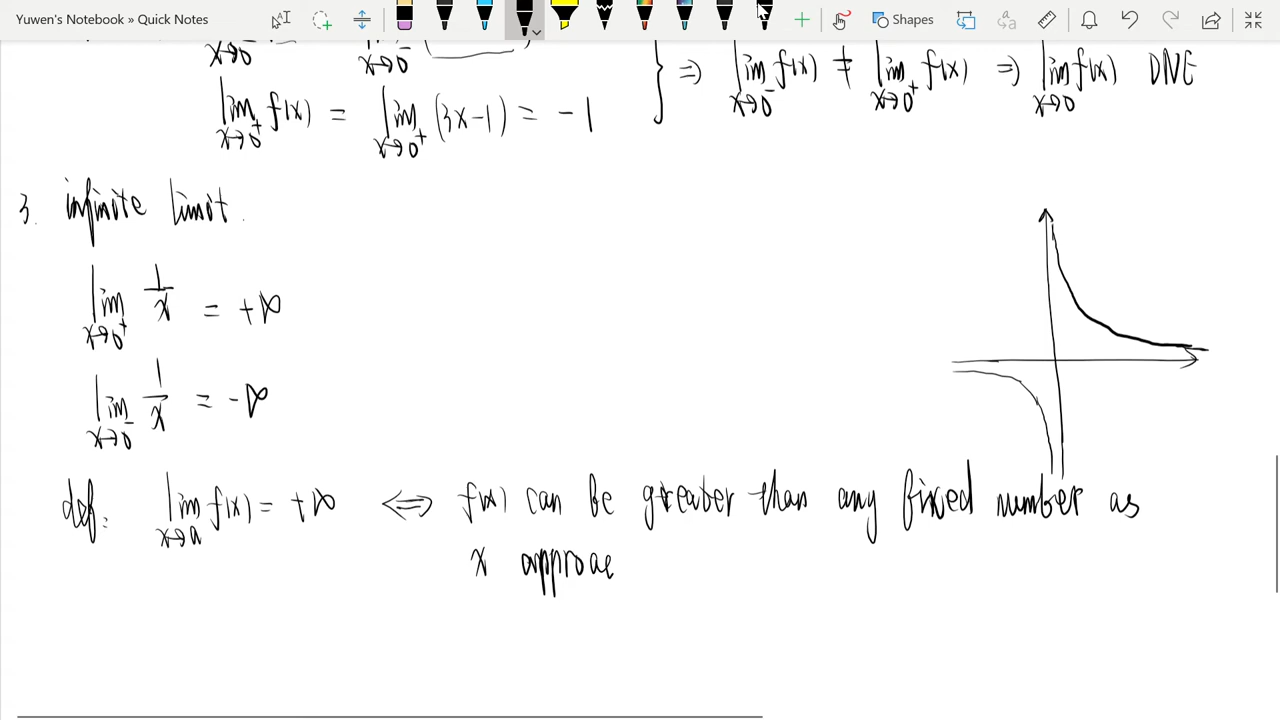 Yuwen's Notebook » Quick Notes
Shapes
x→0⁻ x→0⁻
lim f(x) ≠ lim f(x) ⇒ lim f(x) DNE
x→0⁻ x→0⁺ x→0
lim f(x) = lim (3x-1) = -1
x→0⁺ x→0⁺
3. infinite limit.
lim 1/x = +∞
x→0⁺
lim 1/x = -∞
x→0⁻
def: lim f(x) = +∞ ⇔ f(x) can be greater than any fixed number as
x→a
x approac